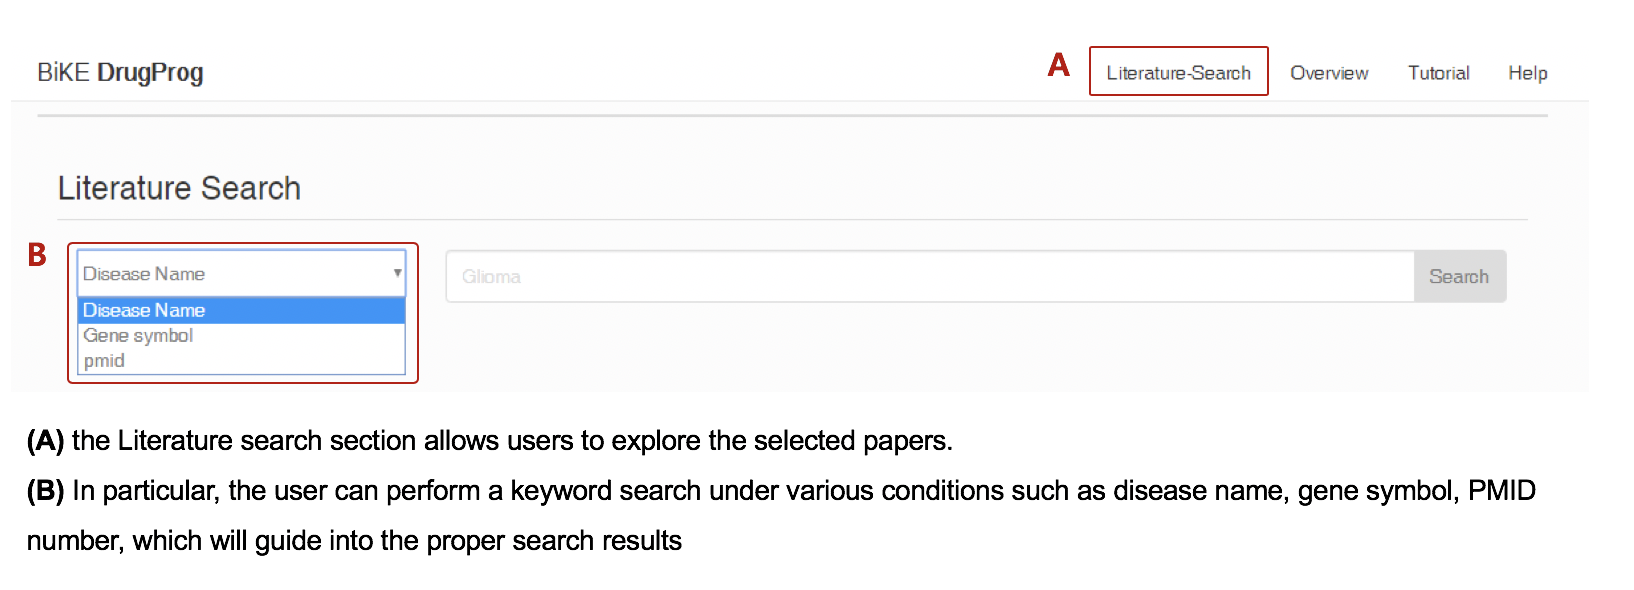 BiKE DrugProg
A Literature-Search Overview Tutorial Help
Literature Search
B
Disease Name ▾ Glioma Search
Disease Name
Gene symbol
pmid
(A) the Literature search section allows users to explore the selected papers.
(B) In particular, the user can perform a keyword search under various conditions such as disease name, gene symbol, PMID
number, which will guide into the proper search results